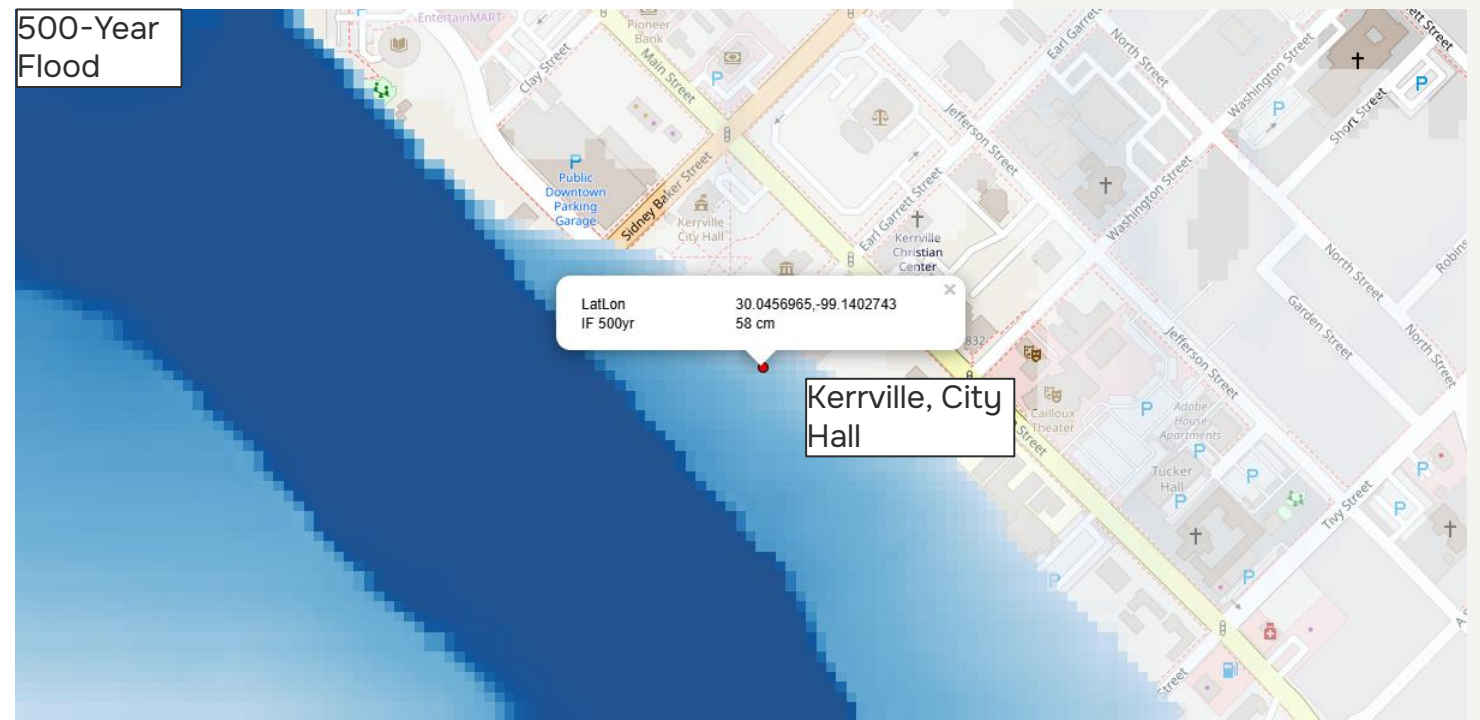 500-Year
Flood
EntertainMART
Pioneer
Bank
Main Street
Clay Street
Earl Garrett
North Street
Washington Street
Short Street
P
P
P
Jefferson Street
P
Public
Downtown
Parking
Garage
Sidney Baker Street
Kerrville
City Hall
Earl Garrett Street
Kerrville
Christian
Center
Washington Street
North Street
LatLon 30.0456965,-99.1402743
IF 500yr 58 cm
×
832
Garden Street
North Street
Jefferson Street
Kerrville, City
Hall
Cailloux
Theater
Street
P
Adobe
House
Apartments
P
Tucker
Hall
P
P
P
P
Tivy Street
P
P
Street